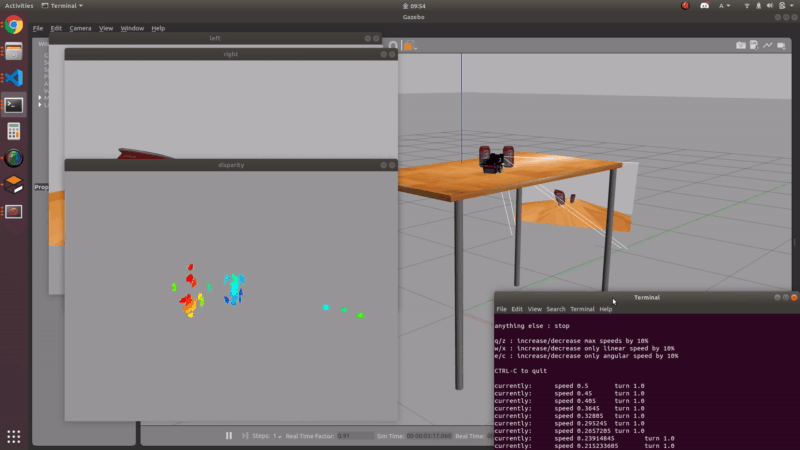 Activities
Terminal
09:54
A
Gazebo
File Edit Camera View Window Help
left
right
disparity
Prop
Terminal
File Edit View Search Terminal Help
anything else : stop
q/z : increase/decrease max speeds by 10%
w/x : increase/decrease only linear speed by 10%
e/c : increase/decrease only angular speed by 10%
CTRL-C to quit
currently: speed 0.5 turn 1.0
currently: speed 0.45 turn 1.0
currently: speed 0.405 turn 1.0
currently: speed 0.3645 turn 1.0
currently: speed 0.32805 turn 1.0
currently: speed 0.295245 turn 1.0
currently: speed 0.2657205 turn 1.0
currently: speed 0.23914845 turn 1.0
currently: speed 0.215233605 turn 1.0
Steps: 1 Real Time Factor: 0.91 Sim Time: 00 00:03:11.060 Real Time: